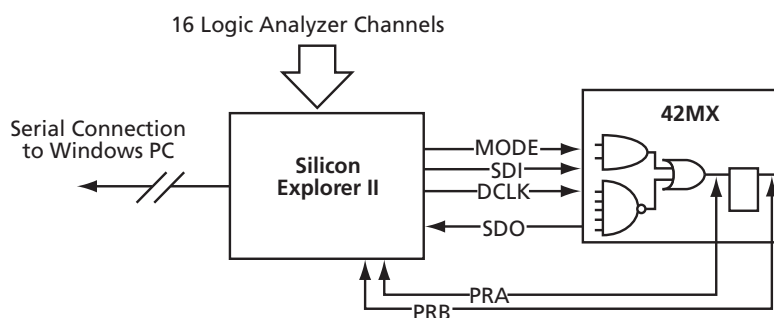 16 Logic Analyzer Channels
Serial Connection
to Windows PC
Silicon
Explorer II
MODE
SDI
DCLK
SDO
42MX
PRA
PRB